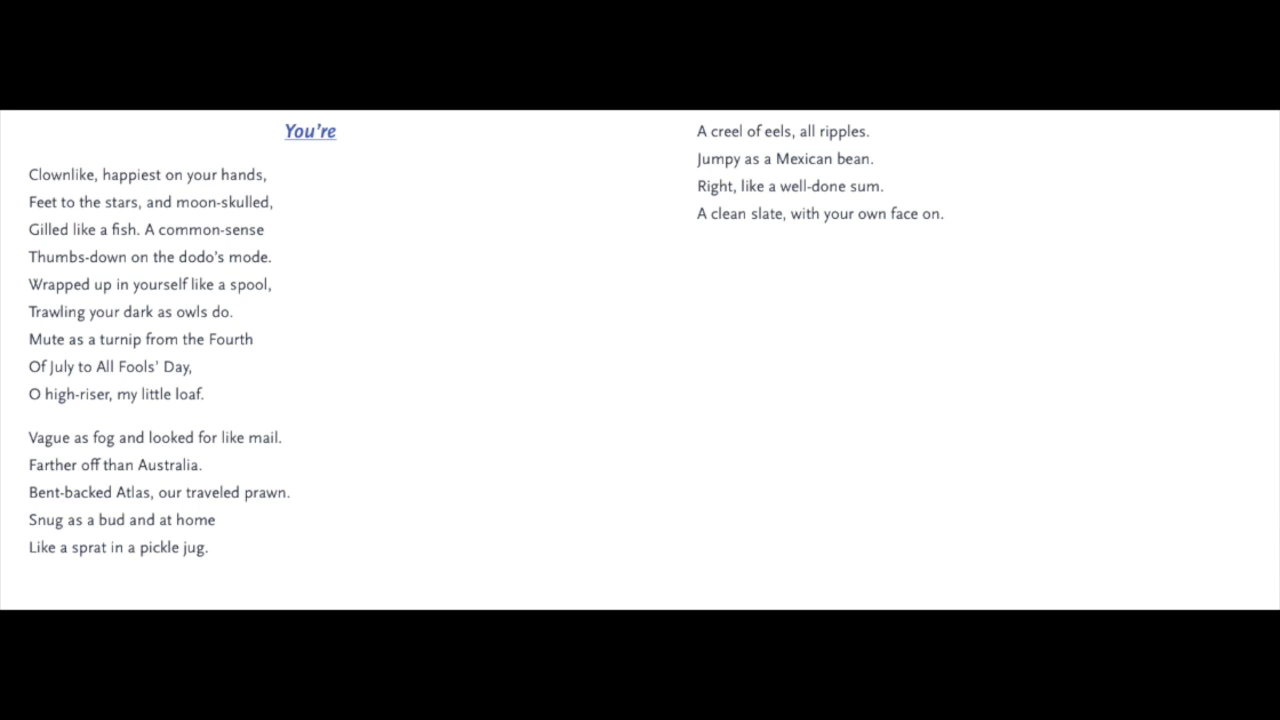 You're
Clownlike, happiest on your hands,
Feet to the stars, and moon-skulled,
Gilled like a fish. A common-sense
Thumbs-down on the dodo's mode.
Wrapped up in yourself like a spool,
Trawling your dark as owls do.
Mute as a turnip from the Fourth
Of July to All Fools' Day,
O high-riser, my little loaf.
Vague as fog and looked for like mail.
Farther off than Australia.
Bent-backed Atlas, our traveled prawn.
Snug as a bud and at home
Like a sprat in a pickle jug.
A creel of eels, all ripples.
Jumpy as a Mexican bean.
Right, like a well-done sum.
A clean slate, with your own face on.